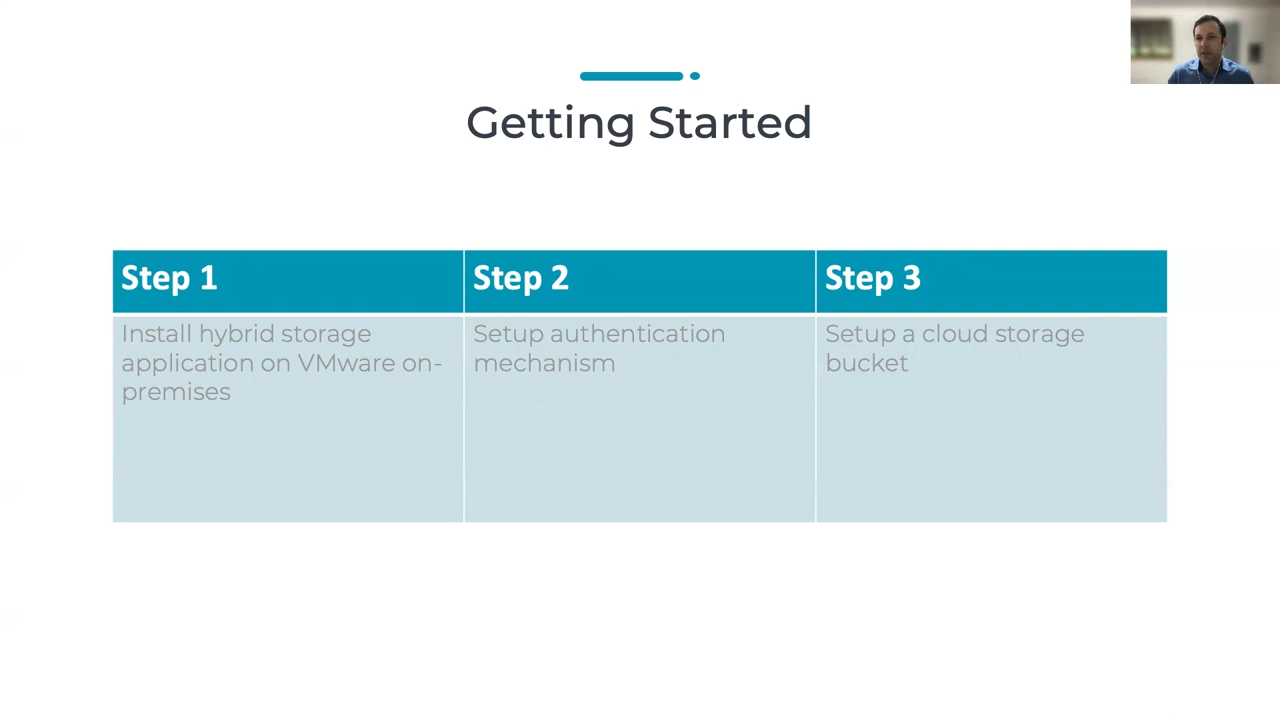 Getting Started
Step 1
Step 2
Step 3
Install hybrid storage
application on VMware on-
premises
Setup authentication
mechanism
Setup a cloud storage
bucket